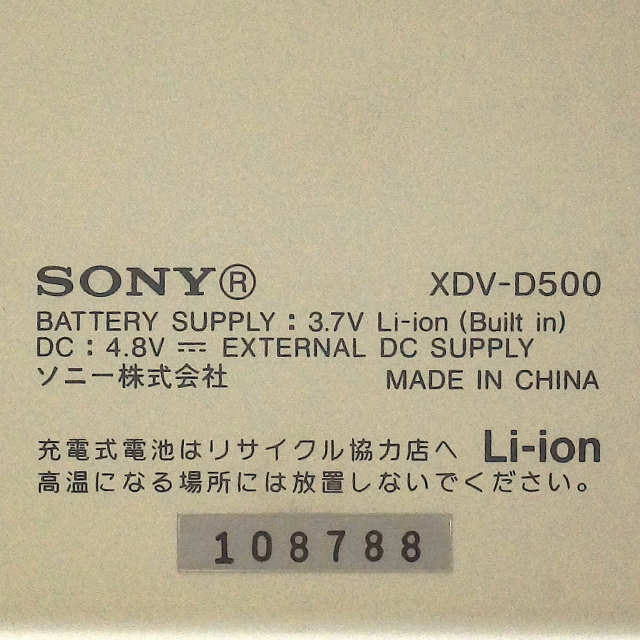 SONY® XDV-D500
BATTERY SUPPLY : 3.7V Li-ion (Built in)
DC : 4.8V ⎓ EXTERNAL DC SUPPLY
ソニー株式会社 MADE IN CHINA
充電式電池はリサイクル協力店へ Li-ion
高温になる場所には放置しないでください。
108788